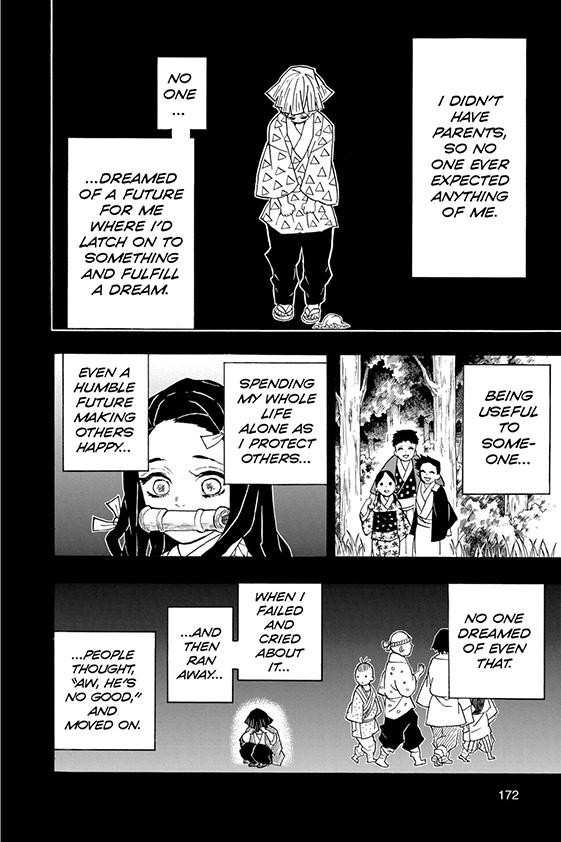 I DIDN'T
HAVE
PARENTS,
SO NO
ONE EVER
EXPECTED
ANYTHING
OF ME.
NO
ONE
...
...DREAMED
OF A FUTURE
FOR ME
WHERE I'D
LATCH ON TO
SOMETHING
AND FULFILL
A DREAM.
BEING
USEFUL
TO
SOME-
ONE...
SPENDING
MY WHOLE
LIFE
ALONE AS
I PROTECT
OTHERS...
EVEN A
HUMBLE
FUTURE
MAKING
OTHERS
HAPPY...
NO ONE
DREAMED
OF EVEN
THAT.
WHEN I
FAILED
AND
CRIED
ABOUT
IT...
...AND
THEN
RAN
AWAY...
...PEOPLE
THOUGHT,
"AW, HE'S
NO GOOD,"
AND
MOVED ON.
172